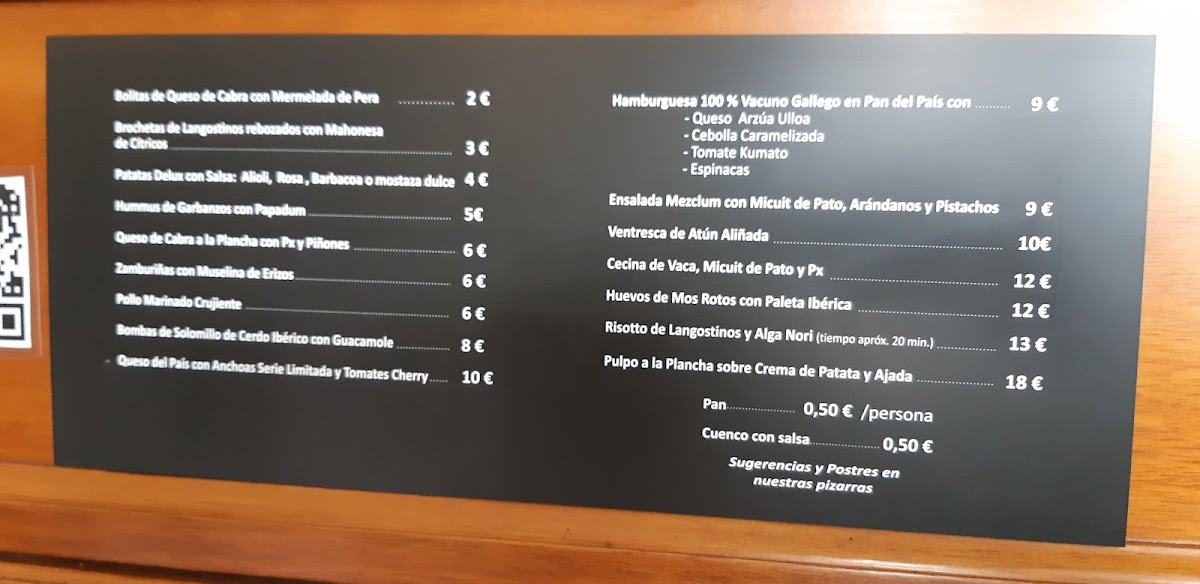 Bolitas de Queso de Cabra con Mermelada de Pera ............ 2 €
Brochetas de Langostinos rebozados con Mahonesa
de Cítricos ............ 3 €
Patatas Delux con Salsa: Alioli, Rosa , Barbacoa o mostaza dulce 4 €
Hummus de Garbanzos con Papadum ............ 5€
Queso de Cabra a la Plancha con Px y Piñones ............ 6 €
Zamburiñas con Muselina de Erizos ............ 6 €
Pollo Marinado Crujiente ............ 6 €
Bombas de Solomillo de Cerdo Ibérico con Guacamole ............ 8 €
Queso del País con Anchoas Serie Limitada y Tomates Cherry ..... 10 €
Hamburguesa 100 % Vacuno Gallego en Pan del País con ......... 9 €
- Queso Arzúa Ulloa
- Cebolla Caramelizada
- Tomate Kumato
- Espinacas
Ensalada Mezclum con Micuit de Pato, Arándanos y Pistachos 9 €
Ventresca de Atún Aliñada ............ 10€
Cecina de Vaca, Micuit de Pato y Px ............ 12 €
Huevos de Mos Rotos con Paleta Ibérica ............ 12 €
Risotto de Langostinos y Alga Nori (tiempo apróx. 20 min.) ............ 13 €
Pulpo a la Plancha sobre Crema de Patata y Ajada ............ 18 €
Pan ............ 0,50 € /persona
Cuenco con salsa ............ 0,50 €
Sugerencias y Postres en
nuestras pizarras